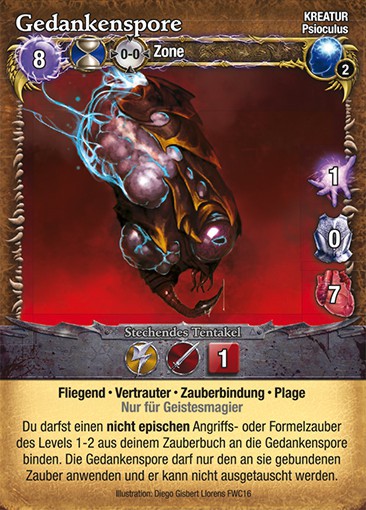 Gedankenspore
KREATUR
Psioculus
8
0-0
Zone
2
1
0
7
Stechendes Tentakel
1
Fliegend • Vertrauter • Zauberbindung • Plage
Nur für Geistesmagier
Du darfst einen nicht epischen Angriffs- oder Formelzauber
des Levels 1-2 aus deinem Zauberbuch an die Gedankenspore
binden. Die Gedankenspore darf nur den an sie gebundenen
Zauber anwenden und er kann nicht ausgetauscht werden.
Illustration: Diego Gisbert Llorens FWC16